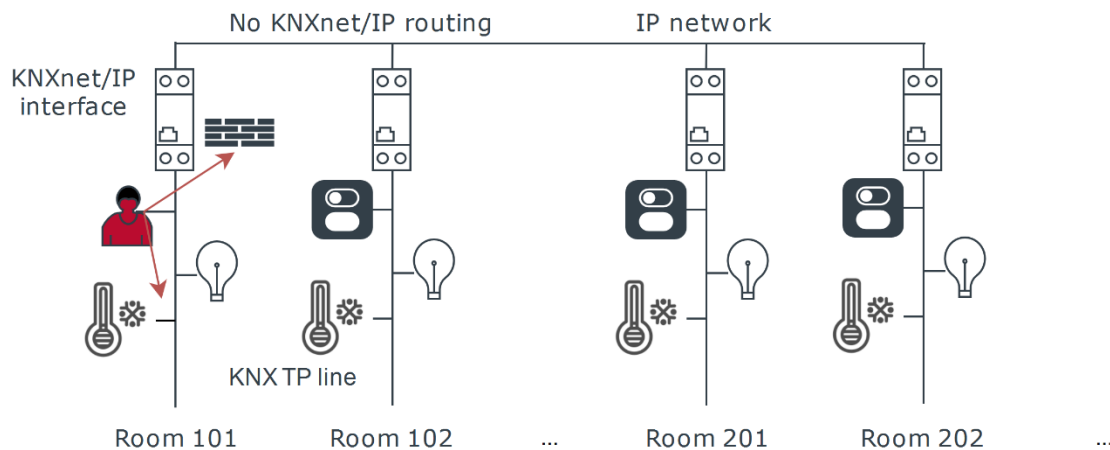 No KNXnet/IP routing
IP network
KNXnet/IP
interface
KNX TP line
Room 101
Room 102
...
Room 201
Room 202
...